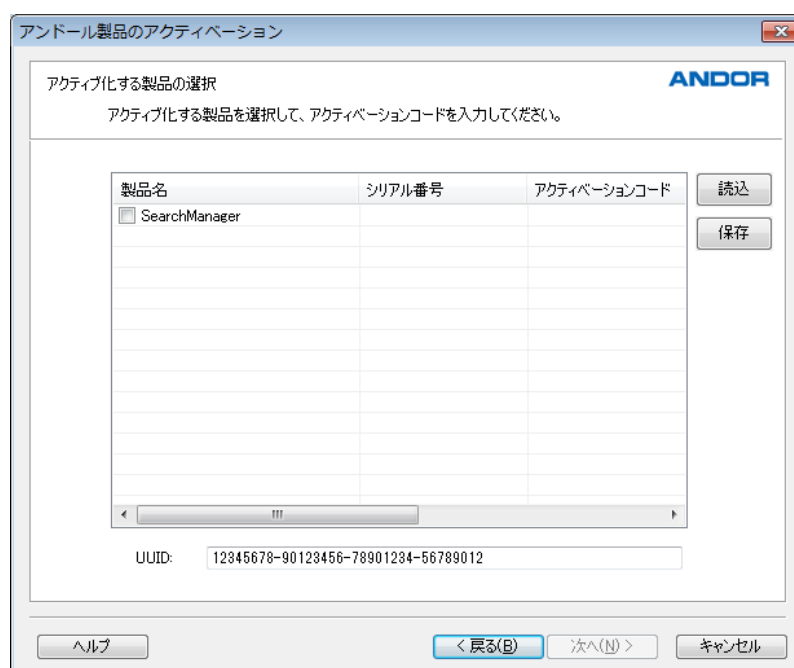 アンドール製品のアクティベーション
アクティブ化する製品の選択
ANDOR
アクティブ化する製品を選択して、アクティベーションコードを入力してください。
製品名 シリアル番号 アクティベーションコード
読込
SearchManager
保存
UUID: 12345678-90123456-78901234-56789012
ヘルプ < 戻る(B) 次へ(N) > キャンセル